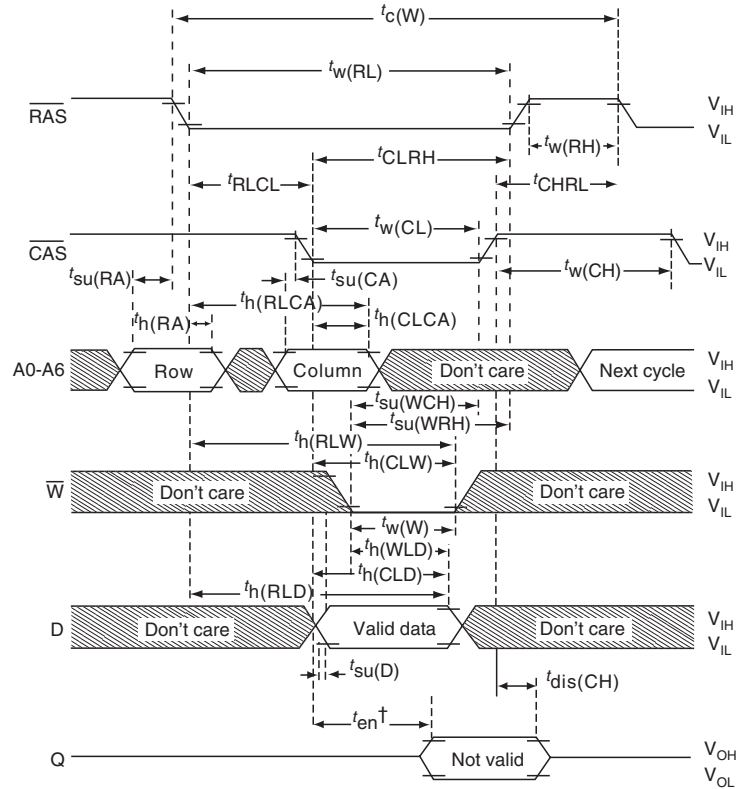 tc(W)
tw(RL)
RAS
VIH
VIL
tw(RH)
tCLRH
tRLCL
tCHRL
tw(CL)
CAS
VIH
VIL
tsu(RA)
tsu(CA)
tw(CH)
th(RLCA)
th(RA)
th(CLCA)
A0-A6
Row
Column
Don't care
Next cycle
VIH
VIL
tsu(WCH)
tsu(WRH)
th(RLW)
th(CLW)
W
Don't care
Don't care
VIH
VIL
tw(W)
th(WLD)
th(CLD)
th(RLD)
D
Don't care
Valid data
Don't care
VIH
VIL
tsu(D)
tdis(CH)
ten†
Q
Not valid
VOH
VOL